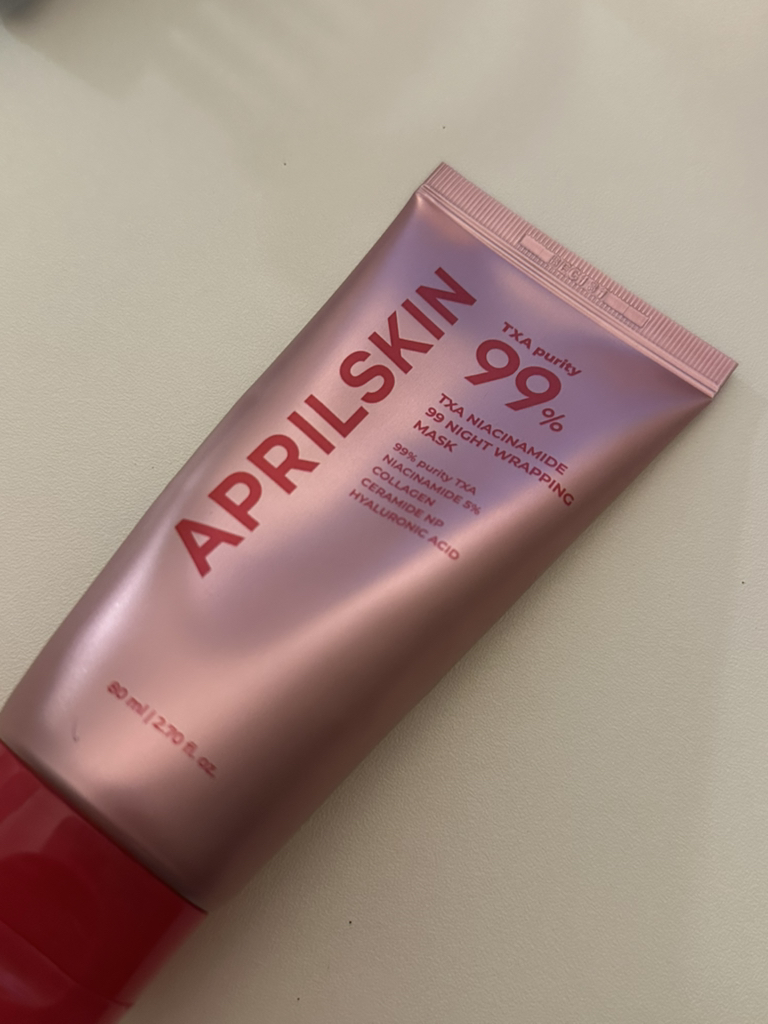 APRILSKIN
TXA purity
99%
TXA NIACINAMIDE
99 NIGHT WRAPPING
MASK
99% purity TXA
NIACINAMIDE 5%
COLLAGEN
CERAMIDE NP
HYALURONIC ACID
80 ml | 2.70 fl. oz.